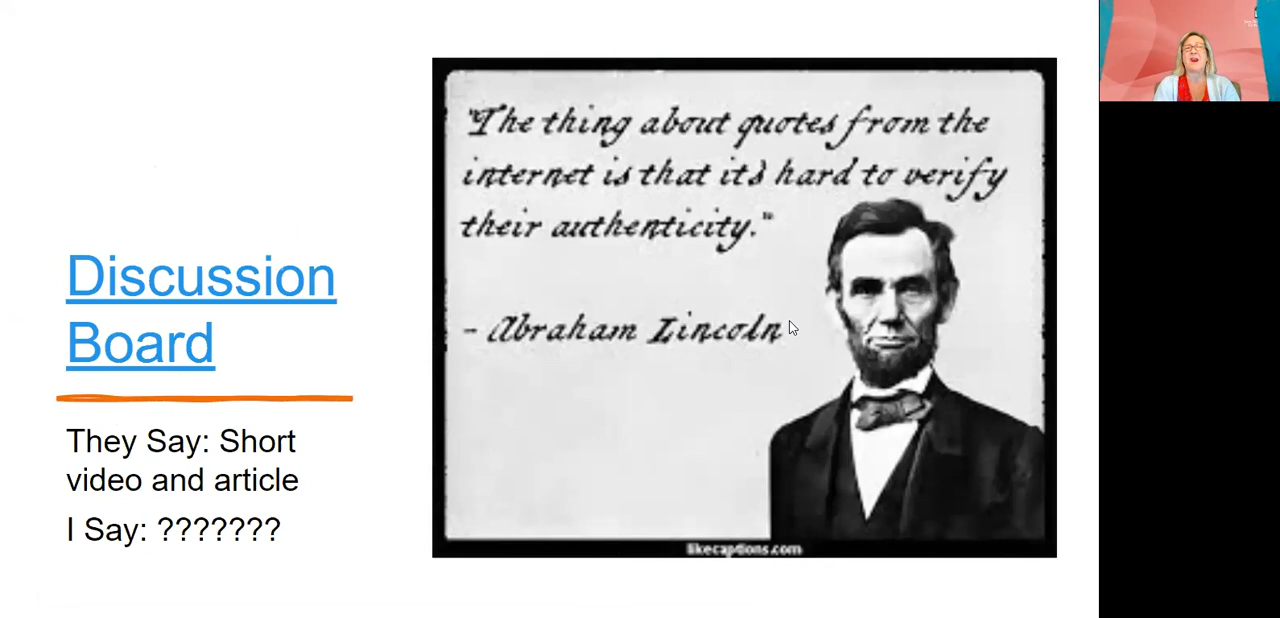 Discussion
Board
They Say: Short
video and article
I Say: ???????
"The thing about quotes from the
internet is that it's hard to verify
their authenticity."
- Abraham Lincoln
likecaptions.com